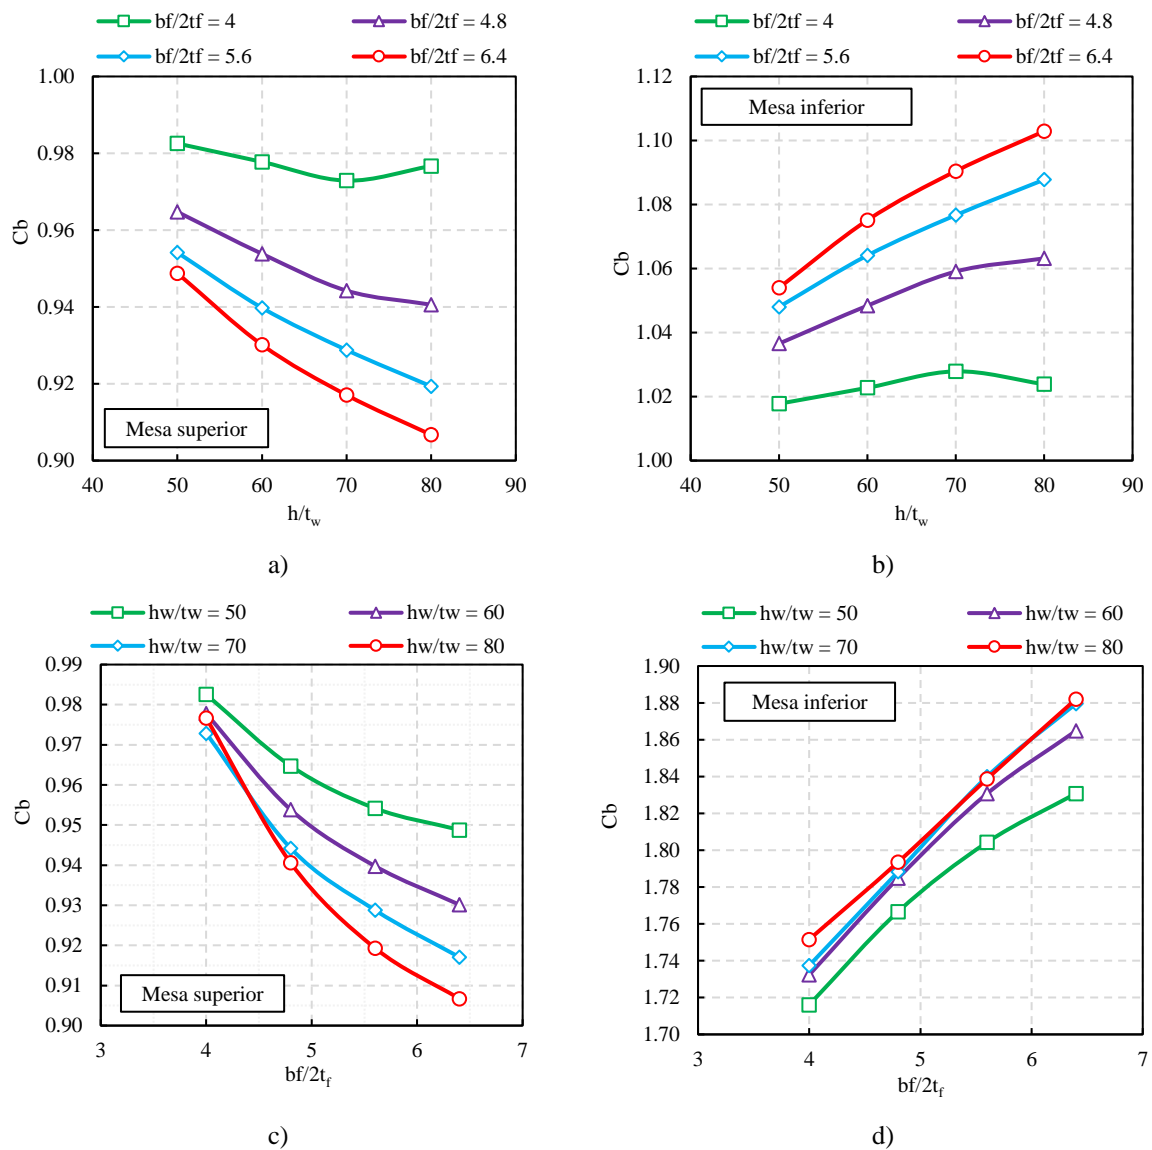 bf/2tf = 4
bf/2tf = 4.8
bf/2tf = 5.6
bf/2tf = 6.4
1.00
0.98
0.96
0.94
0.92
0.90
Cb
Mesa superior
40 50 60 70 80 90
h/tw
a)
bf/2tf = 4
bf/2tf = 4.8
bf/2tf = 5.6
bf/2tf = 6.4
1.12
1.10
1.08
1.06
1.04
1.02
1.00
Cb
Mesa inferior
40 50 60 70 80 90
h/tw
b)
hw/tw = 50
hw/tw = 60
hw/tw = 70
hw/tw = 80
0.99
0.98
0.97
0.96
0.95
0.94
0.93
0.92
0.91
0.90
Cb
Mesa superior
3 4 5 6 7
bf/2tf
c)
hw/tw = 50
hw/tw = 60
hw/tw = 70
hw/tw = 80
1.90
1.88
1.86
1.84
1.82
1.80
1.78
1.76
1.74
1.72
1.70
Cb
Mesa inferior
3 4 5 6 7
bf/2tf
d)